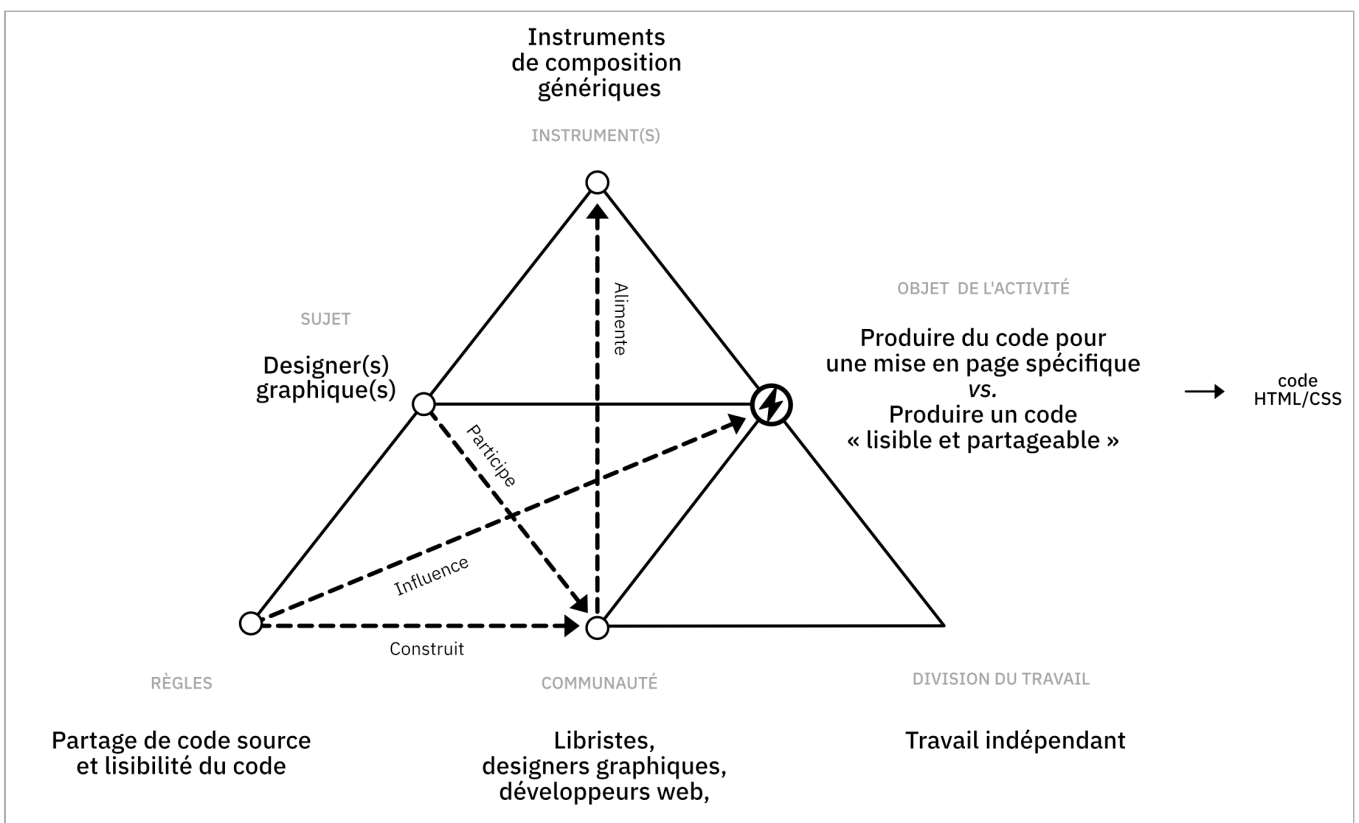 Instruments
de composition
génériques
INSTRUMENT(S)
Alimente
OBJET DE L'ACTIVITÉ
SUJET
Produire du code pour
une mise en page spécifique
vs.
Produire un code
« lisible et partageable »
code
HTML/CSS
Designer(s)
graphique(s)
Participe
Influence
Construit
RÈGLES
COMMUNAUTÉ
DIVISION DU TRAVAIL
Partage de code source
et lisibilité du code
Libristes,
designers graphiques,
développeurs web,
Travail indépendant